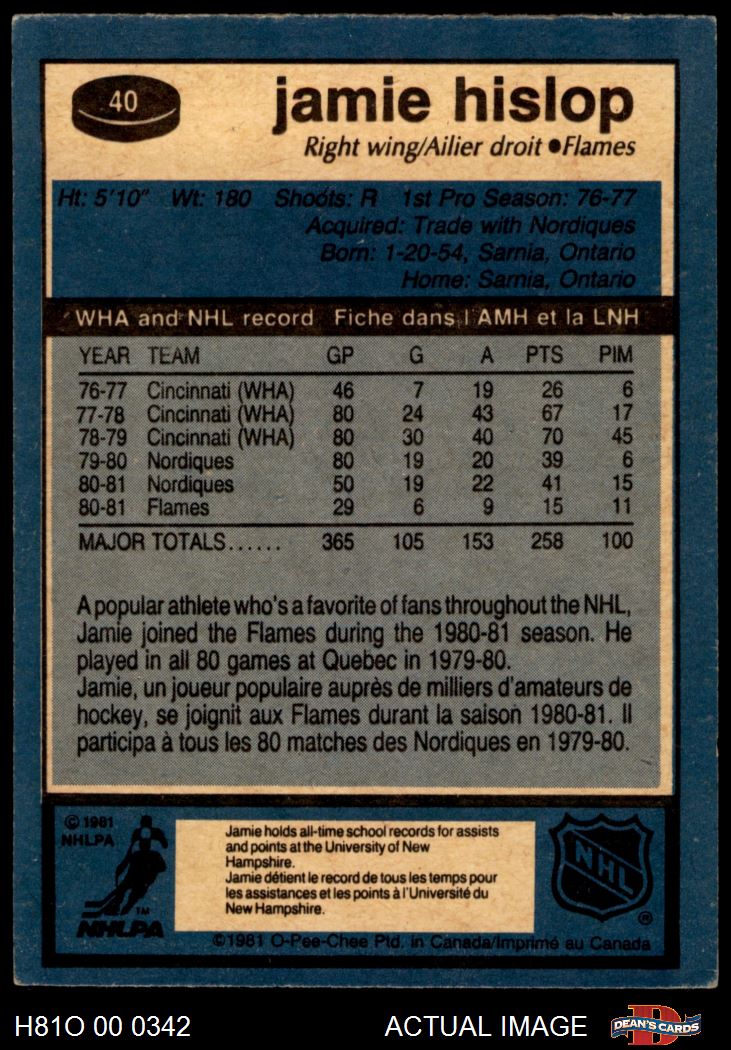 40
jamie hislop
Right wing/Ailier droit ● Flames
Ht: 5'10" Wt: 180 Shoots: R 1st Pro Season: 76-77
Acquired: Trade with Nordiques
Born: 1-20-54, Sarnia, Ontario
Home: Sarnia, Ontario
WHA and NHL record Fiche dans l'AMH et la LNH
YEAR TEAM GP G A PTS PIM
76-77 Cincinnati (WHA) 46 7 19 26 6
77-78 Cincinnati (WHA) 80 24 43 67 17
78-79 Cincinnati (WHA) 80 30 40 70 45
79-80 Nordiques 80 19 20 39 6
80-81 Nordiques 50 19 22 41 15
80-81 Flames 29 6 9 15 11
MAJOR TOTALS...... 365 105 153 258 100
A popular athlete who's a favorite of fans throughout the NHL,
Jamie joined the Flames during the 1980-81 season. He
played in all 80 games at Quebec in 1979-80.
Jamie, un joueur populaire auprès de milliers d'amateurs de
hockey, se joignit aux Flames durant la saison 1980-81. Il
participa à tous les 80 matches des Nordiques en 1979-80.
© 1981
NHLPA
TM
NHLPA
Jamie holds all-time school records for assists
and points at the University of New
Hampshire.
Jamie détient le record de tous les temps pour
les assistances et les points à l'Université du
New Hampshire.
NHL
®
©1981 O-Pee-Chee Ptd. in Canada/Imprimé au Canada
H81O 00 0342 ACTUAL IMAGE
D
DEAN'S CARDS